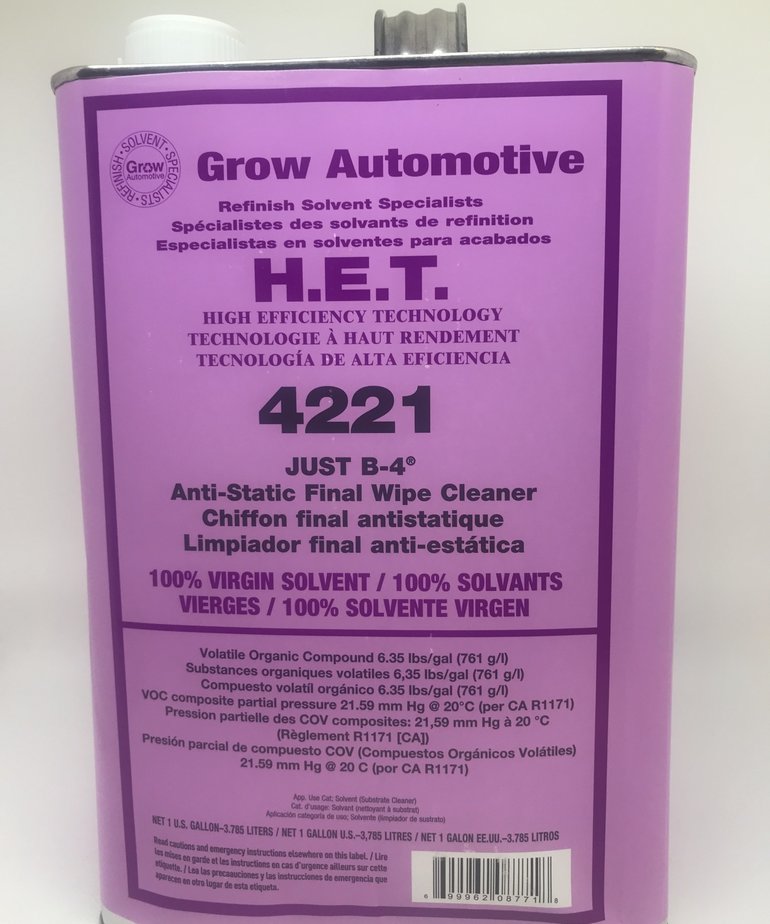 REFINISH • SOLVENT • SPECIALISTS •
Grow
Automotive
Grow Automotive
Refinish Solvent Specialists
Spécialistes des solvants de refinition
Especialistas en solventes para acabados
H.E.T.
HIGH EFFICIENCY TECHNOLOGY
TECHNOLOGIE À HAUT RENDEMENT
TECNOLOGÍA DE ALTA EFICIENCIA
4221
JUST B-4®
Anti-Static Final Wipe Cleaner
Chiffon final antistatique
Limpiador final anti-estática
100% VIRGIN SOLVENT / 100% SOLVANTS
VIERGES / 100% SOLVENTE VIRGEN
Volatile Organic Compound 6.35 lbs/gal (761 g/l)
Substances organiques volatiles 6,35 lbs/gal (761 g/l)
Compuesto volatíl orgánico 6.35 lbs/gal (761 g/l)
VOC composite partial pressure 21.59 mm Hg @ 20°C (per CA R1171)
Pression partielle des COV composites: 21,59 mm Hg à 20 °C
(Règlement R1171 [CA])
Presión parcial de compuesto COV (Compuestos Orgánicos Volátiles)
21.59 mm Hg @ 20 C (por CA R1171)
App. Use Cat; Solvent (Substrate Cleaner)
Cat. d'usage: Solvant (nettoyant à substrat)
Aplicación categoría de uso; Solvente (limpiador de sustrato)
NET 1 U.S. GALLON–3.785 LITERS / NET 1 GALLON U.S.–3,785 LITRES / NET 1 GALON EE.UU.–3.785 LITROS
Read cautions and emergency instructions elsewhere on this label. / Lire
les mises en garde et les instructions en cas d'urgence ailleurs sur cette
étiquette. / Lea las precauciones y las instrucciones de emergencia que
aparecen en otro lugar de esta etiqueta.
6 99962 08771 8